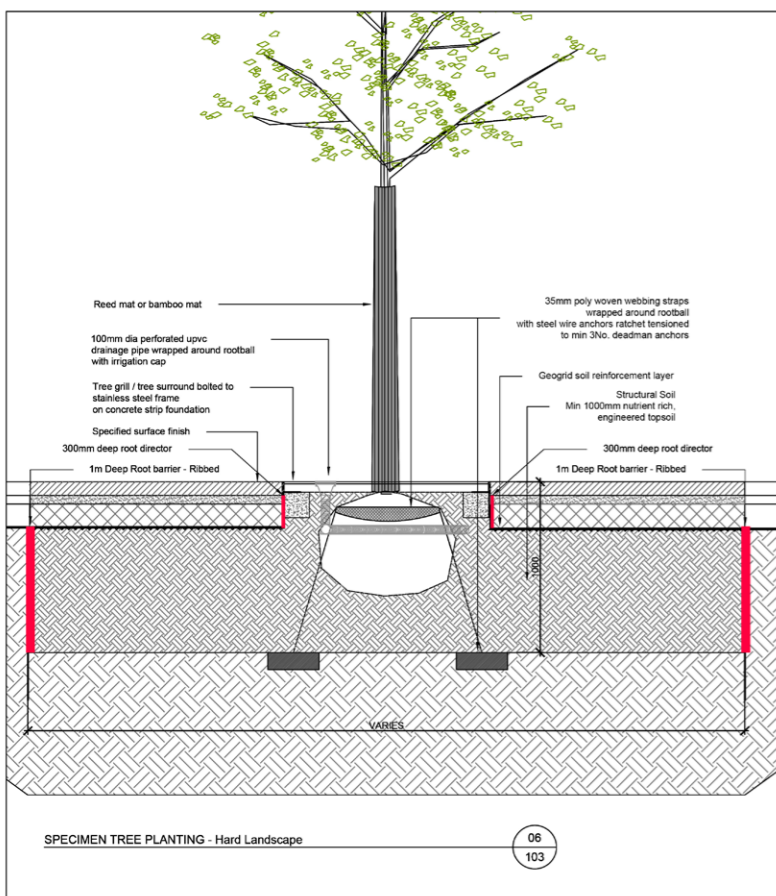 Reed mat or bamboo mat
35mm poly woven webbing straps
wrapped around rootball
with steel wire anchors ratchet tensioned
to min 3No. deadman anchors
100mm dia perforated upvc
drainage pipe wrapped around rootball
with irrigation cap
Geogrid soil reinforcement layer
Tree grill / tree surround bolted to
stainless steel frame
on concrete strip foundation
Structural Soil
Min 1000mm nutrient rich,
engineered topsoil
Specified surface finish
300mm deep root director
300mm deep root director
1m Deep Root barrier - Ribbed
1m Deep Root barrier - Ribbed
1000
VARIES
SPECIMEN TREE PLANTING - Hard Landscape
06
103